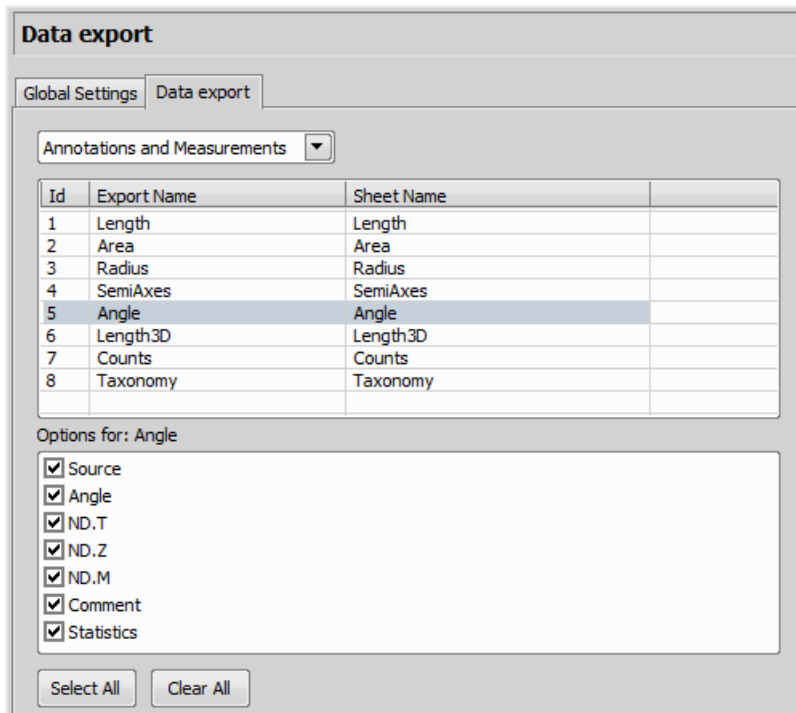 Data export
Global Settings Data export
Annotations and Measurements
Id Export Name Sheet Name
1 Length Length
2 Area Area
3 Radius Radius
4 SemiAxes SemiAxes
5 Angle Angle
6 Length3D Length3D
7 Counts Counts
8 Taxonomy Taxonomy
Options for: Angle
Source
Angle
ND.T
ND.Z
ND.M
Comment
Statistics
Select All Clear All